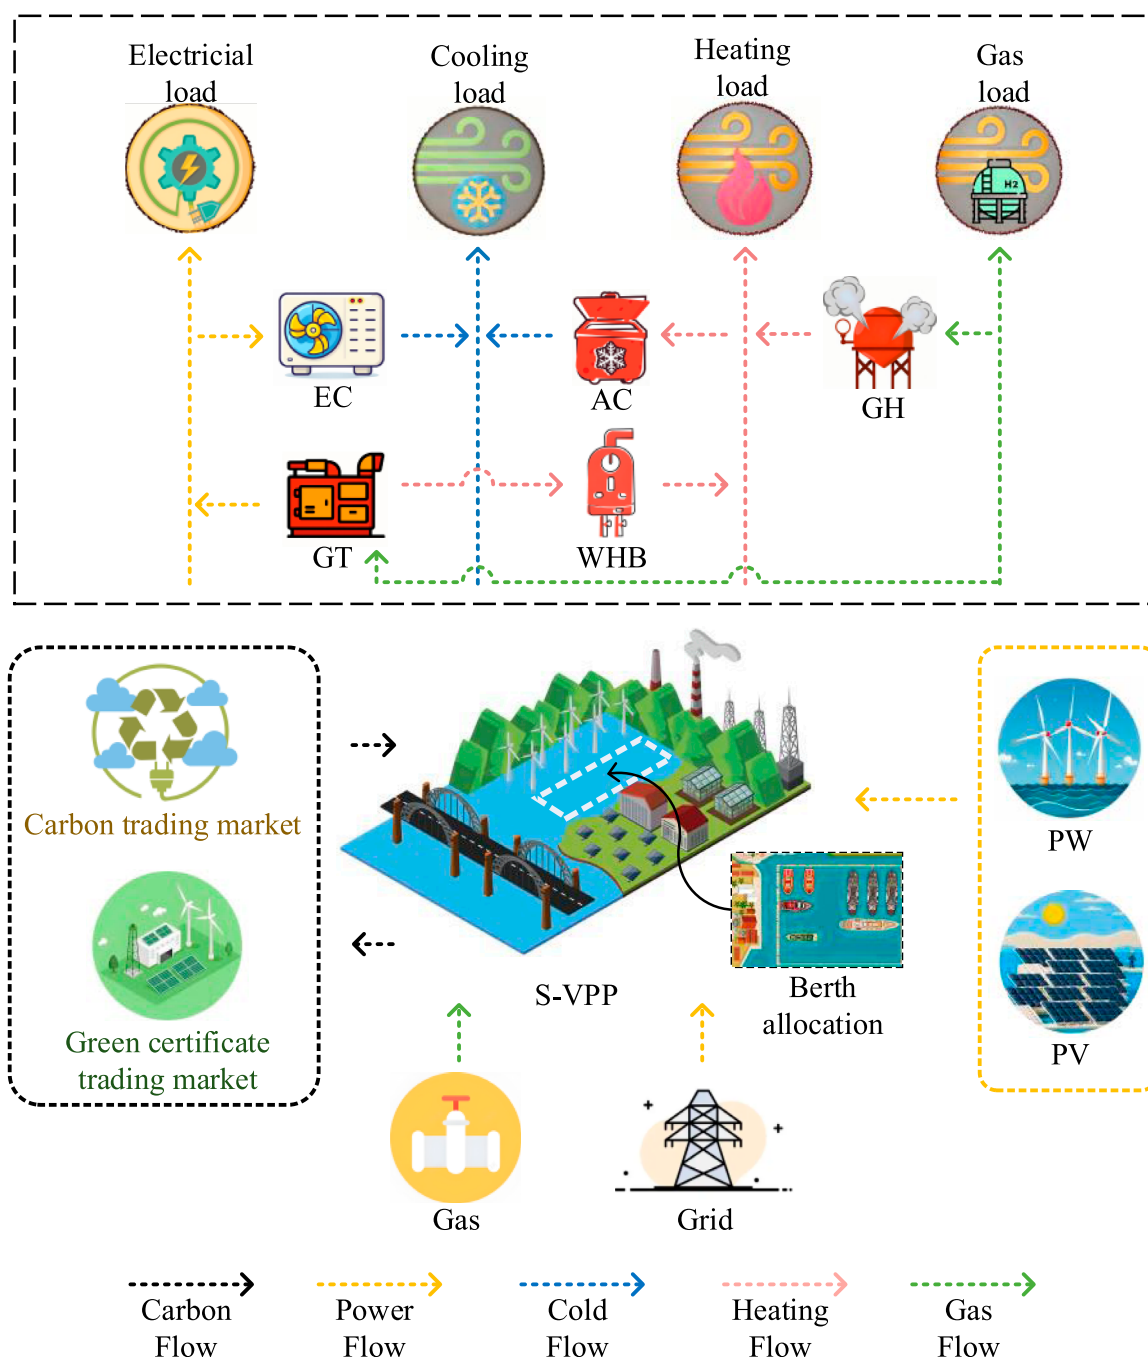 Electricial
load
Cooling
load
Heating
load
Gas
load
H2
EC
AC
GH
GT
WHB
Carbon trading market
Green certificate
trading market
S-VPP
Berth
allocation
PW
PV
Gas
Grid
Carbon
Flow
Power
Flow
Cold
Flow
Heating
Flow
Gas
Flow